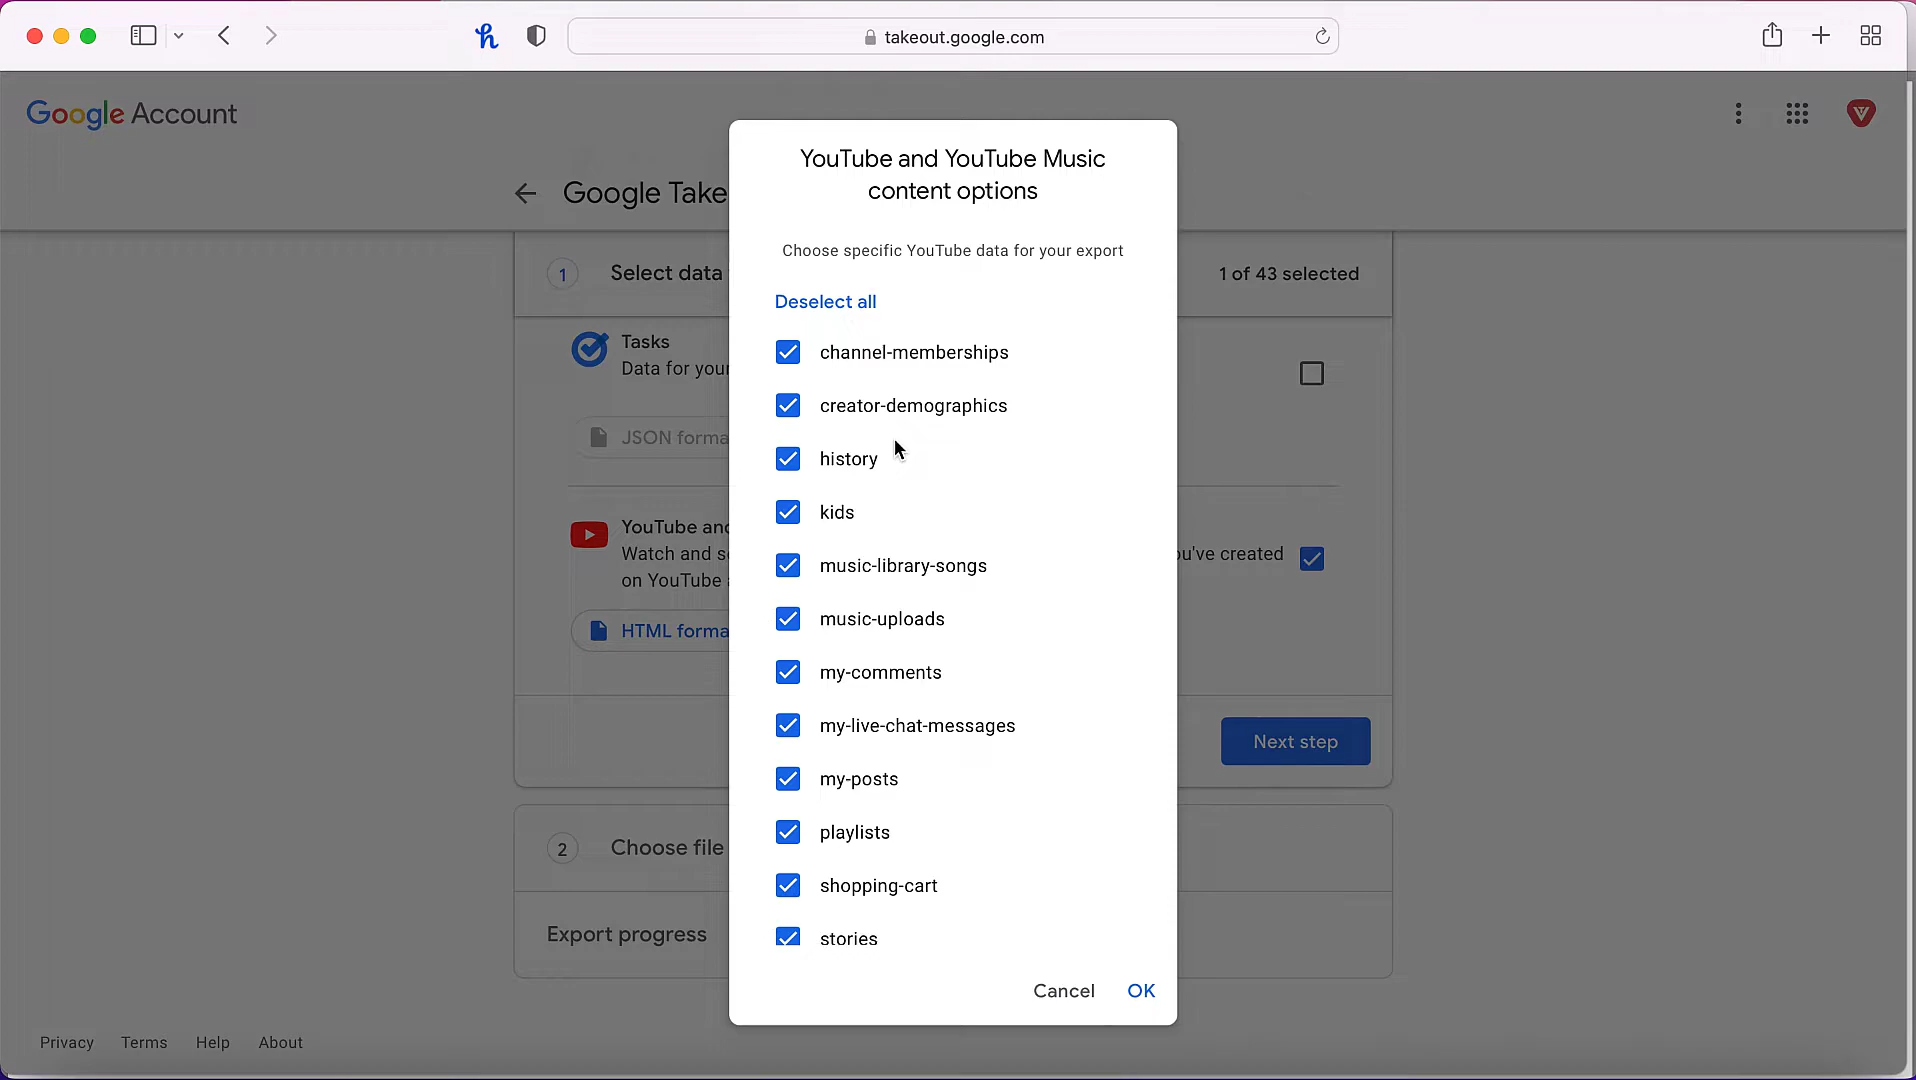 takeout.google.com
Google Account
Google Take
1
Select data
1 of 43 selected
Tasks
Data for your
JSON forma
YouTube and
Watch and se
u've created
on YouTube
HTML forma
Next step
2
Choose file
Export progress
YouTube and YouTube Music
content options
Choose specific YouTube data for your export
Deselect all
channel-memberships
creator-demographics
history
kids
music-library-songs
music-uploads
my-comments
my-live-chat-messages
my-posts
playlists
shopping-cart
stories
Cancel
OK
Privacy
Terms
Help
About